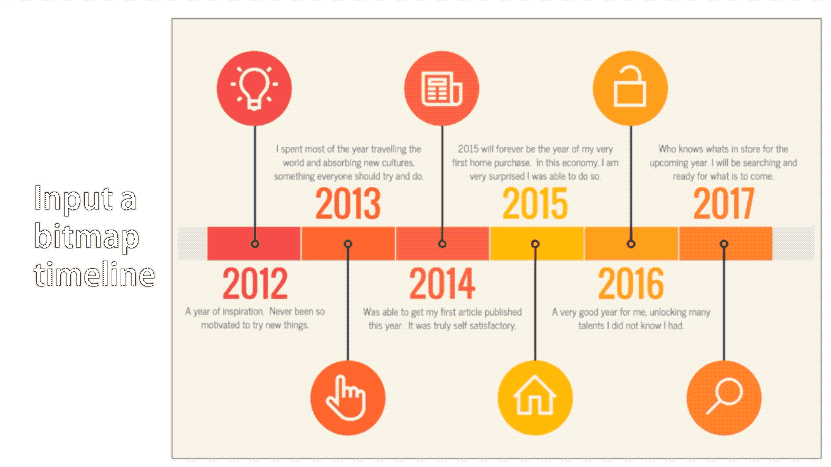 Input a
bitmap
timeline
2012
A year of inspiration. Never been so
motivated to try new things.
I spent most of the year travelling the
world and absorbing new cultures,
something everyone should try and do.
2013
2014
Was able to get my first article published
this year. It was truly self satisfactory.
2015 will forever be the year of my very
first home purchase. In this economy, I am
very surprised I was able to do so.
2015
2016
A very good year for me, unlocking many
talents I did not know I had.
Who knows whats in store for the
upcoming year. I will be searching and
ready for what is to come.
2017